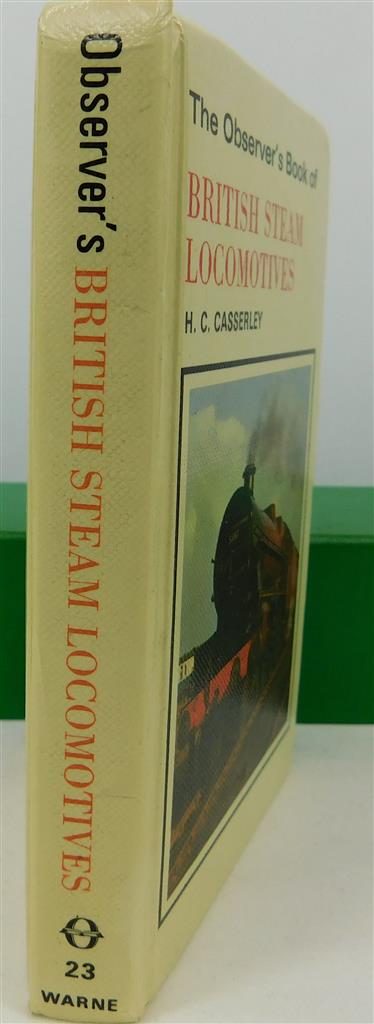 Observer's BRITISH STEAM LOCOMOTIVES
23
WARNE
The Observer's Book of
BRITISH STEAM
LOCOMOTIVES
H. C. CASSERLEY